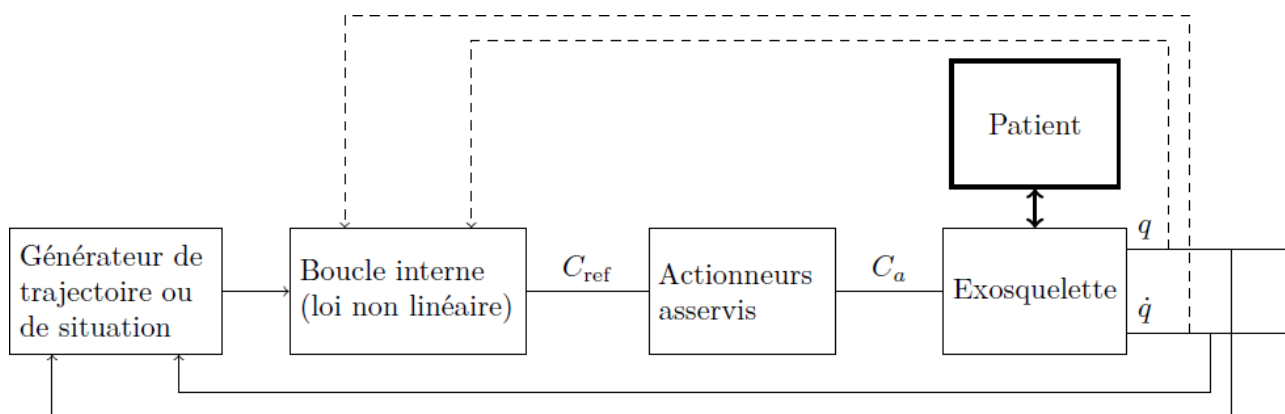 Patient
Générateur de
trajectoire ou
de situation
Boucle interne
(loi non linéaire)
C_ref
Actionneurs
asservis
C_a
Exosquelette
q
q̇